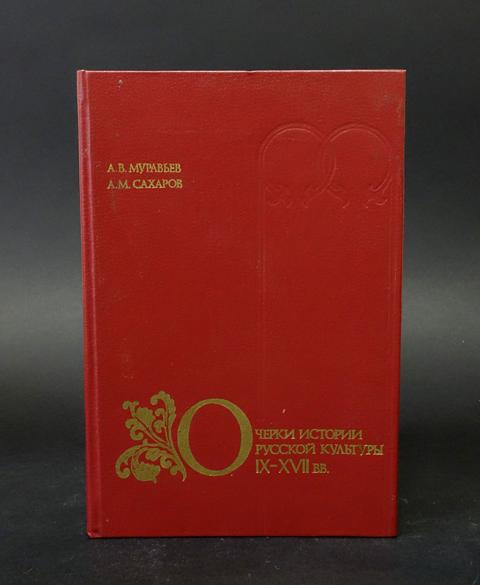 А.В. МУРАВЬЕВ
А.М. САХАРОВ
ОЧЕРКИ ИСТОРИИ
РУССКОЙ КУЛЬТУРЫ
IX-XVII ВВ.